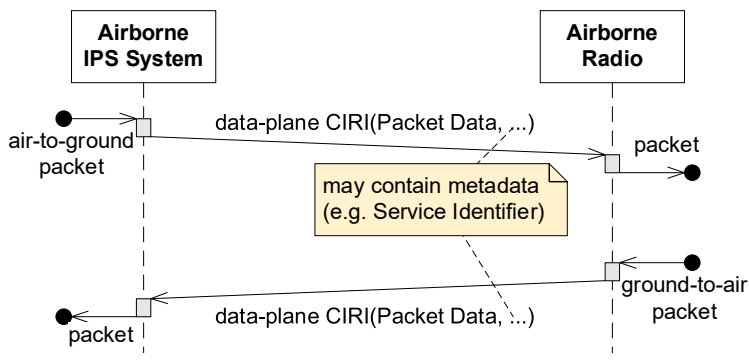 Airborne
IPS System
Airborne
Radio
data-plane CIRI(Packet Data, ...)
air-to-ground
packet
packet
may contain metadata
(e.g. Service Identifier)
ground-to-air
packet
data-plane CIRI(Packet Data, ...)
packet